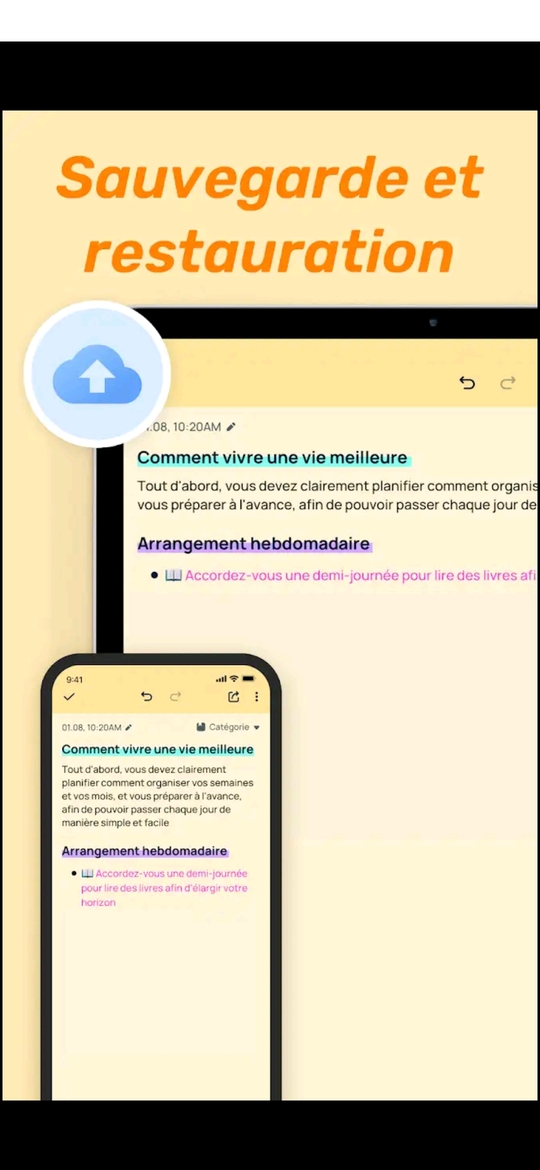 Sauvegarde et
restauration
.08, 10:20AM
Comment vivre une vie meilleure
Tout d'abord, vous devez clairement planifier comment organis
vous préparer à l'avance, afin de pouvoir passer chaque jour de
Arrangement hebdomadaire
Accordez-vous une demi-journée pour lire des livres afi
9:41
01.08, 10:20AM Catégorie
Comment vivre une vie meilleure
Tout d'abord, vous devez clairement
planifier comment organiser vos semaines
et vos mois, et vous préparer à l'avance,
afin de pouvoir passer chaque jour de
manière simple et facile
Arrangement hebdomadaire
Accordez-vous une demi-journée
pour lire des livres afin d'élargir votre
horizon